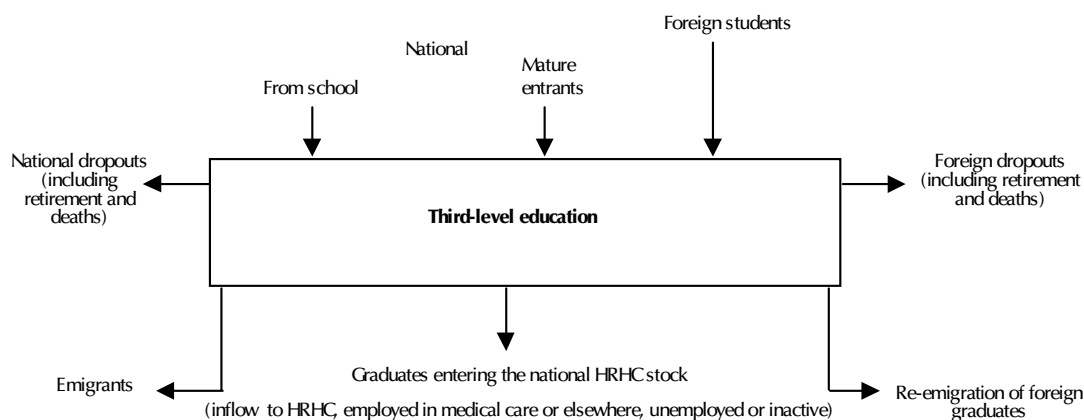 Foreign students
National
Mature
entrants
From school
National dropouts
(including
retirement and
deaths)
Foreign dropouts
(including retirement
and deaths)
Third-level education
Emigrants
Graduates entering the national HRHC stock
(inflow to HRHC, employed in medical care or elsewhere, unemployed or inactive)
Re-emigration of foreign
graduates